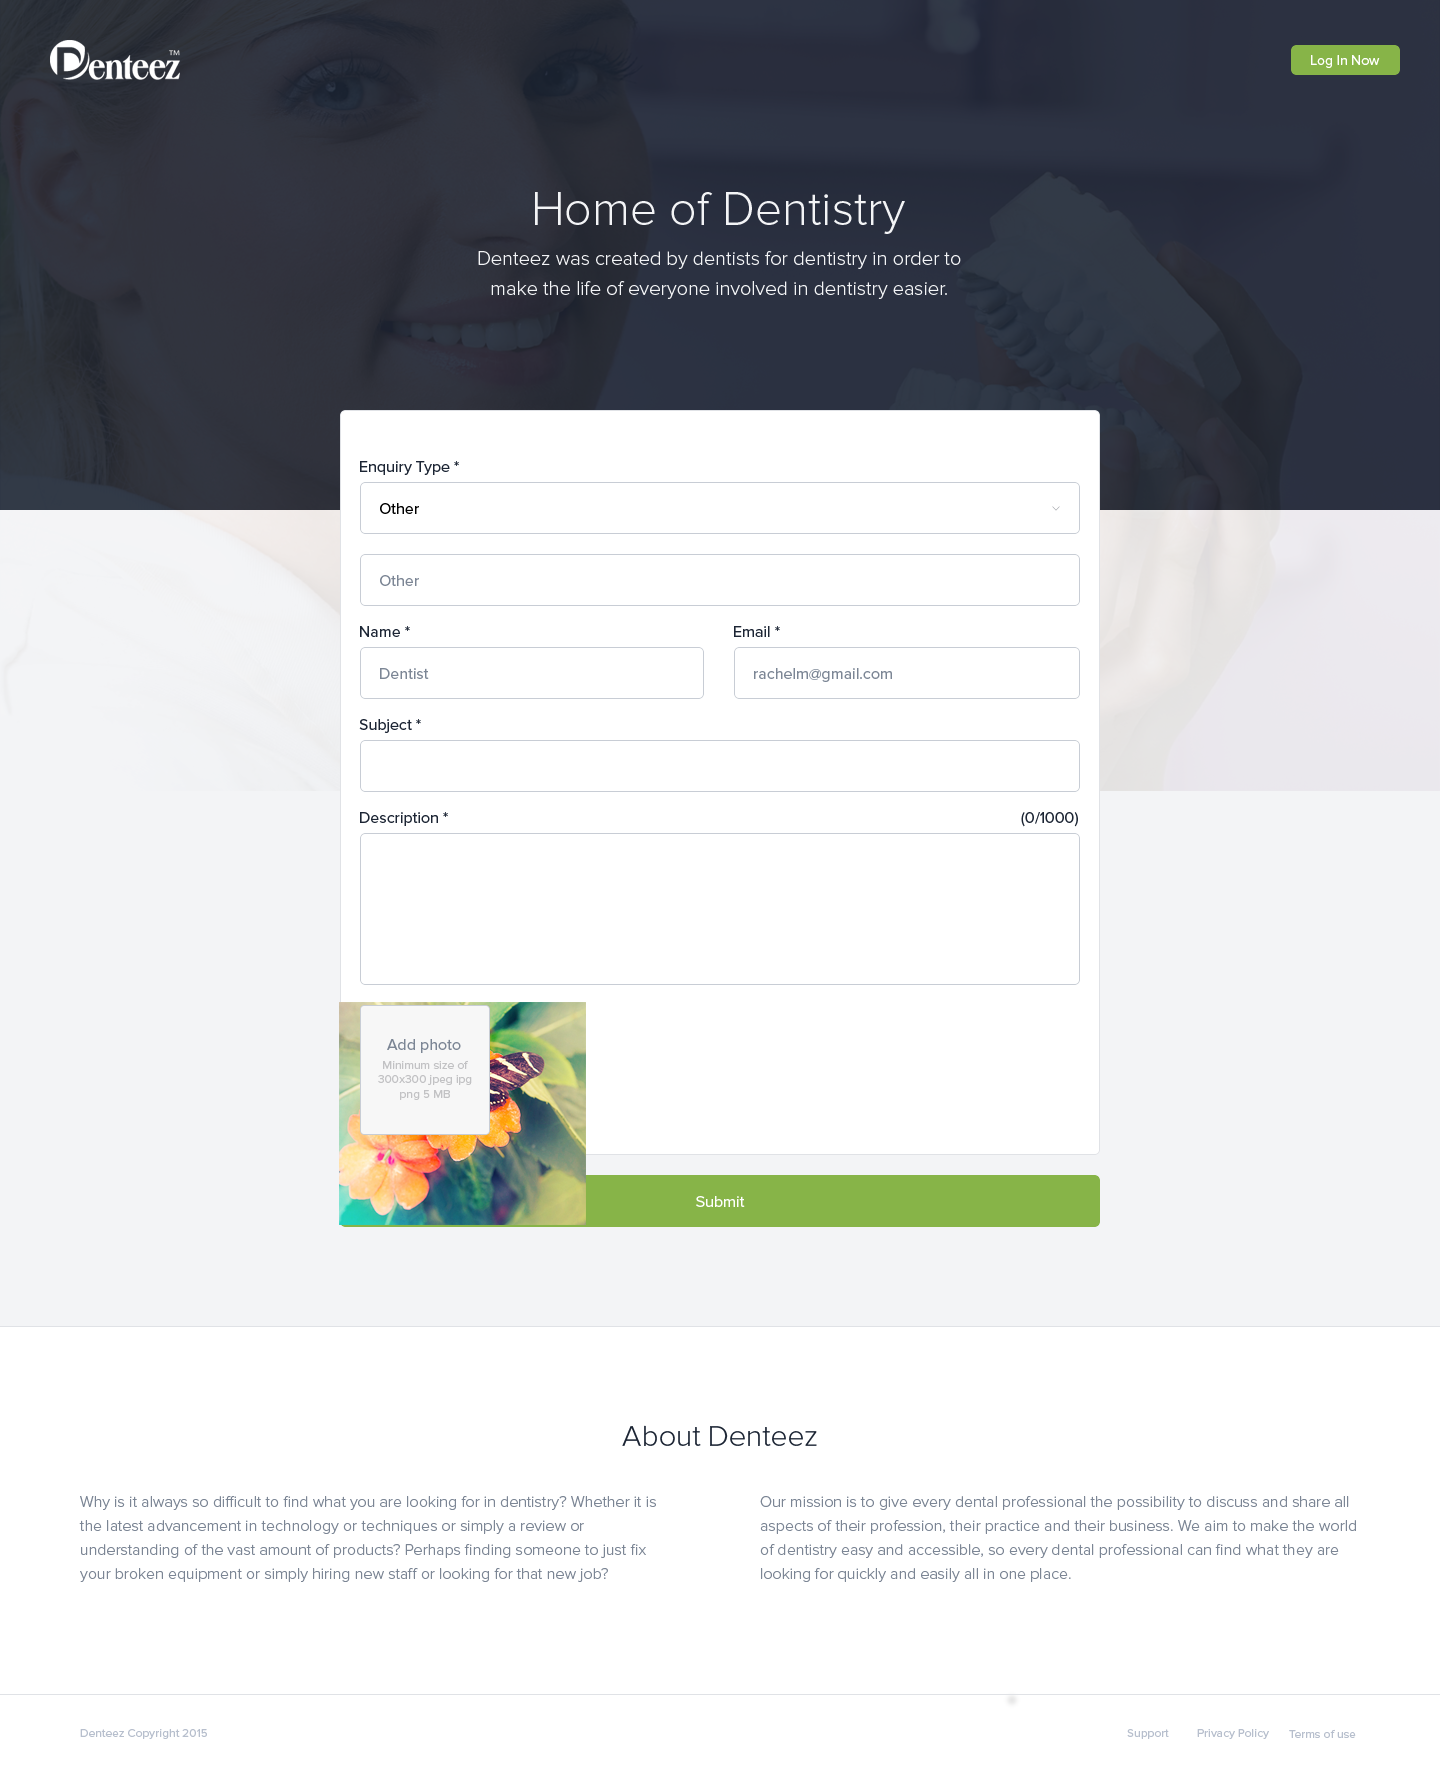 Denteez™
Log In Now
Home of Dentistry
Denteez was created by dentists for dentistry in order to
make the life of everyone involved in dentistry easier.
Enquiry Type *
Other
Other
Name *
Email *
Dentist
rachelm@gmail.com
Subject *
Description *
(0/1000)
Add photo
Minimum size of
300x300 jpeg ipg
png 5 MB
Submit
About Denteez
Why is it always so difficult to find what you are looking for in dentistry? Whether it is
the latest advancement in technology or techniques or simply a review or
understanding of the vast amount of products? Perhaps finding someone to just fix
your broken equipment or simply hiring new staff or looking for that new job?
Our mission is to give every dental professional the possibility to discuss and share all
aspects of their profession, their practice and their business. We aim to make the world
of dentistry easy and accessible, so every dental professional can find what they are
looking for quickly and easily all in one place.
Denteez Copyright 2015
Support
Privacy Policy
Terms of use